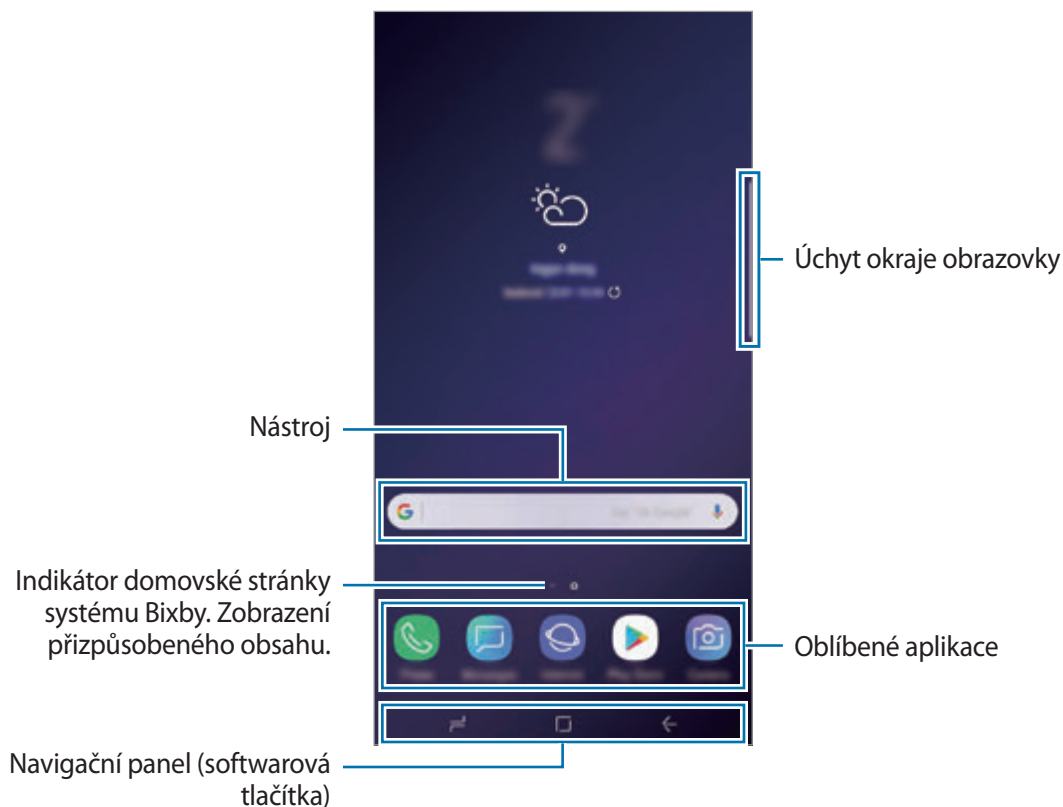 Úchyt okraje obrazovky
Nástroj
Indikátor domovské stránky
systému Bixby. Zobrazení
přizpůsobeného obsahu.
Oblíbené aplikace
Navigační panel (softwarová
tlačítka)